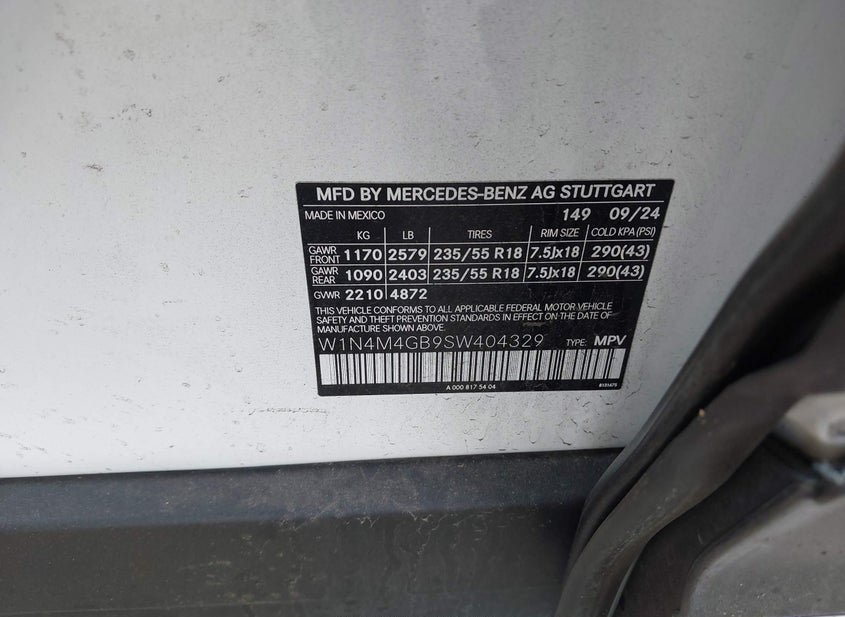 MFD BY MERCEDES-BENZ AG STUTTGART
MADE IN MEXICO 149 09/24
KG LB TIRES RIM SIZE COLD KPA(PSI)
GAWR FRONT 1170 2579 235/55 R18 7.5Jx18 290(43)
GAWR REAR 1090 2403 235/55 R18 7.5Jx18 290(43)
GVWR 2210 4872
THIS VEHICLE CONFORMS TO ALL APPLICABLE FEDERAL MOTOR VEHICLE
SAFETY AND THEFT PREVENTION STANDARDS IN EFFECT ON THE DATE OF
MANUFACTURE SHOWN ABOVE.
W1N4M4GB9SW404329 TYPE: MPV
A 000 817 54 04